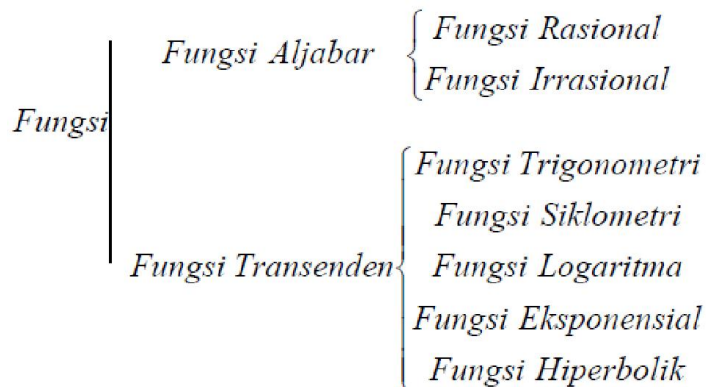 Fungsi Rasional
Fungsi Aljabar
Fungsi Irrasional
Fungsi
Fungsi Trigonometri
Fungsi Siklometri
Fungsi Transenden
Fungsi Logaritma
Fungsi Eksponensial
Fungsi Hiperbolik